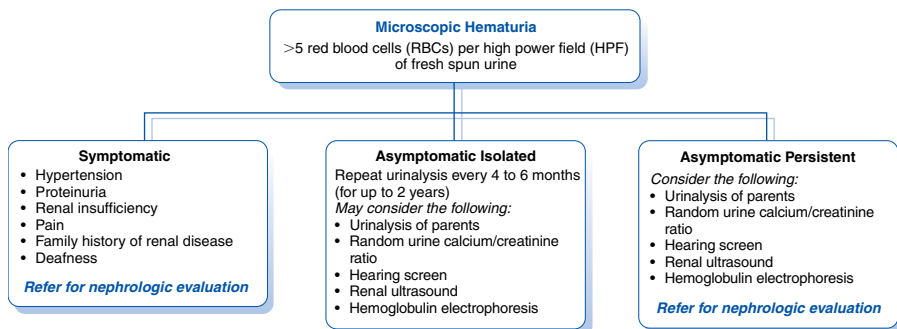 Microscopic Hematuria
>5 red blood cells (RBCs) per high power field (HPF)
of fresh spun urine
Symptomatic
• Hypertension
• Proteinuria
• Renal insufficiency
• Pain
• Family history of renal disease
• Deafness
Refer for nephrologic evaluation
Asymptomatic Isolated
Repeat urinalysis every 4 to 6 months
(for up to 2 years)
May consider the following:
• Urinalysis of parents
• Random urine calcium/creatinine
ratio
• Hearing screen
• Renal ultrasound
• Hemoglobulin electrophoresis
Asymptomatic Persistent
Consider the following:
• Urinalysis of parents
• Random urine calcium/creatinine
ratio
• Hearing screen
• Renal ultrasound
• Hemoglobulin electrophoresis
Refer for nephrologic evaluation